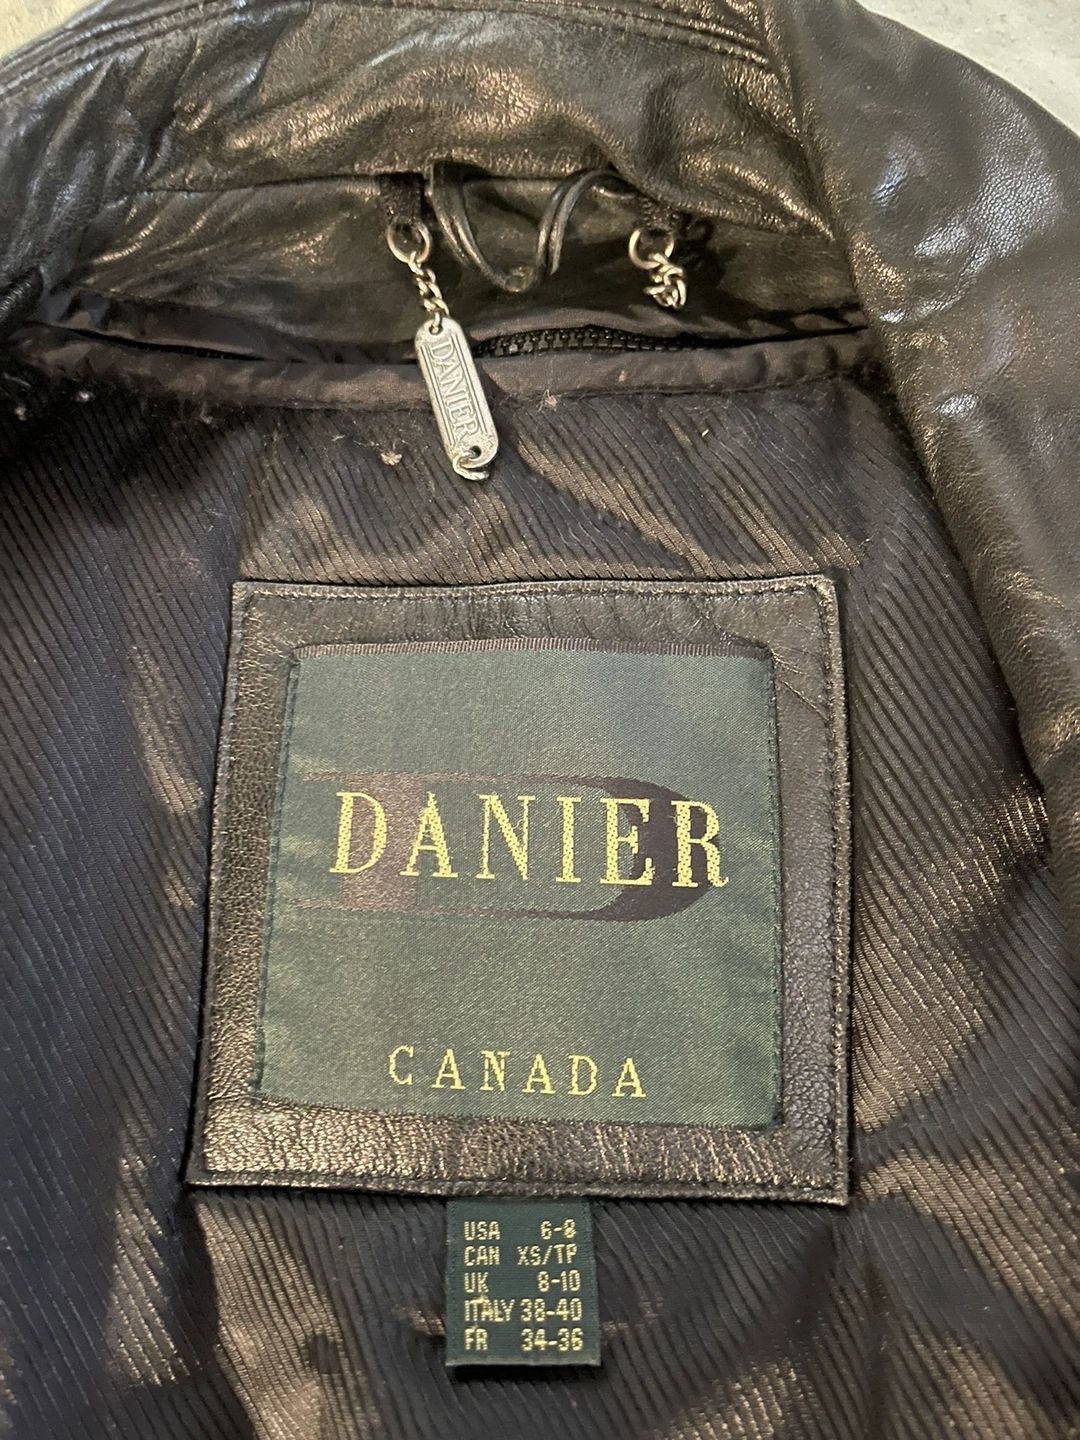 DANIER
DANIER
CANADA
USA 6-8
CAN XS/TP
UK 8-10
ITALY 38-40
FR 34-36